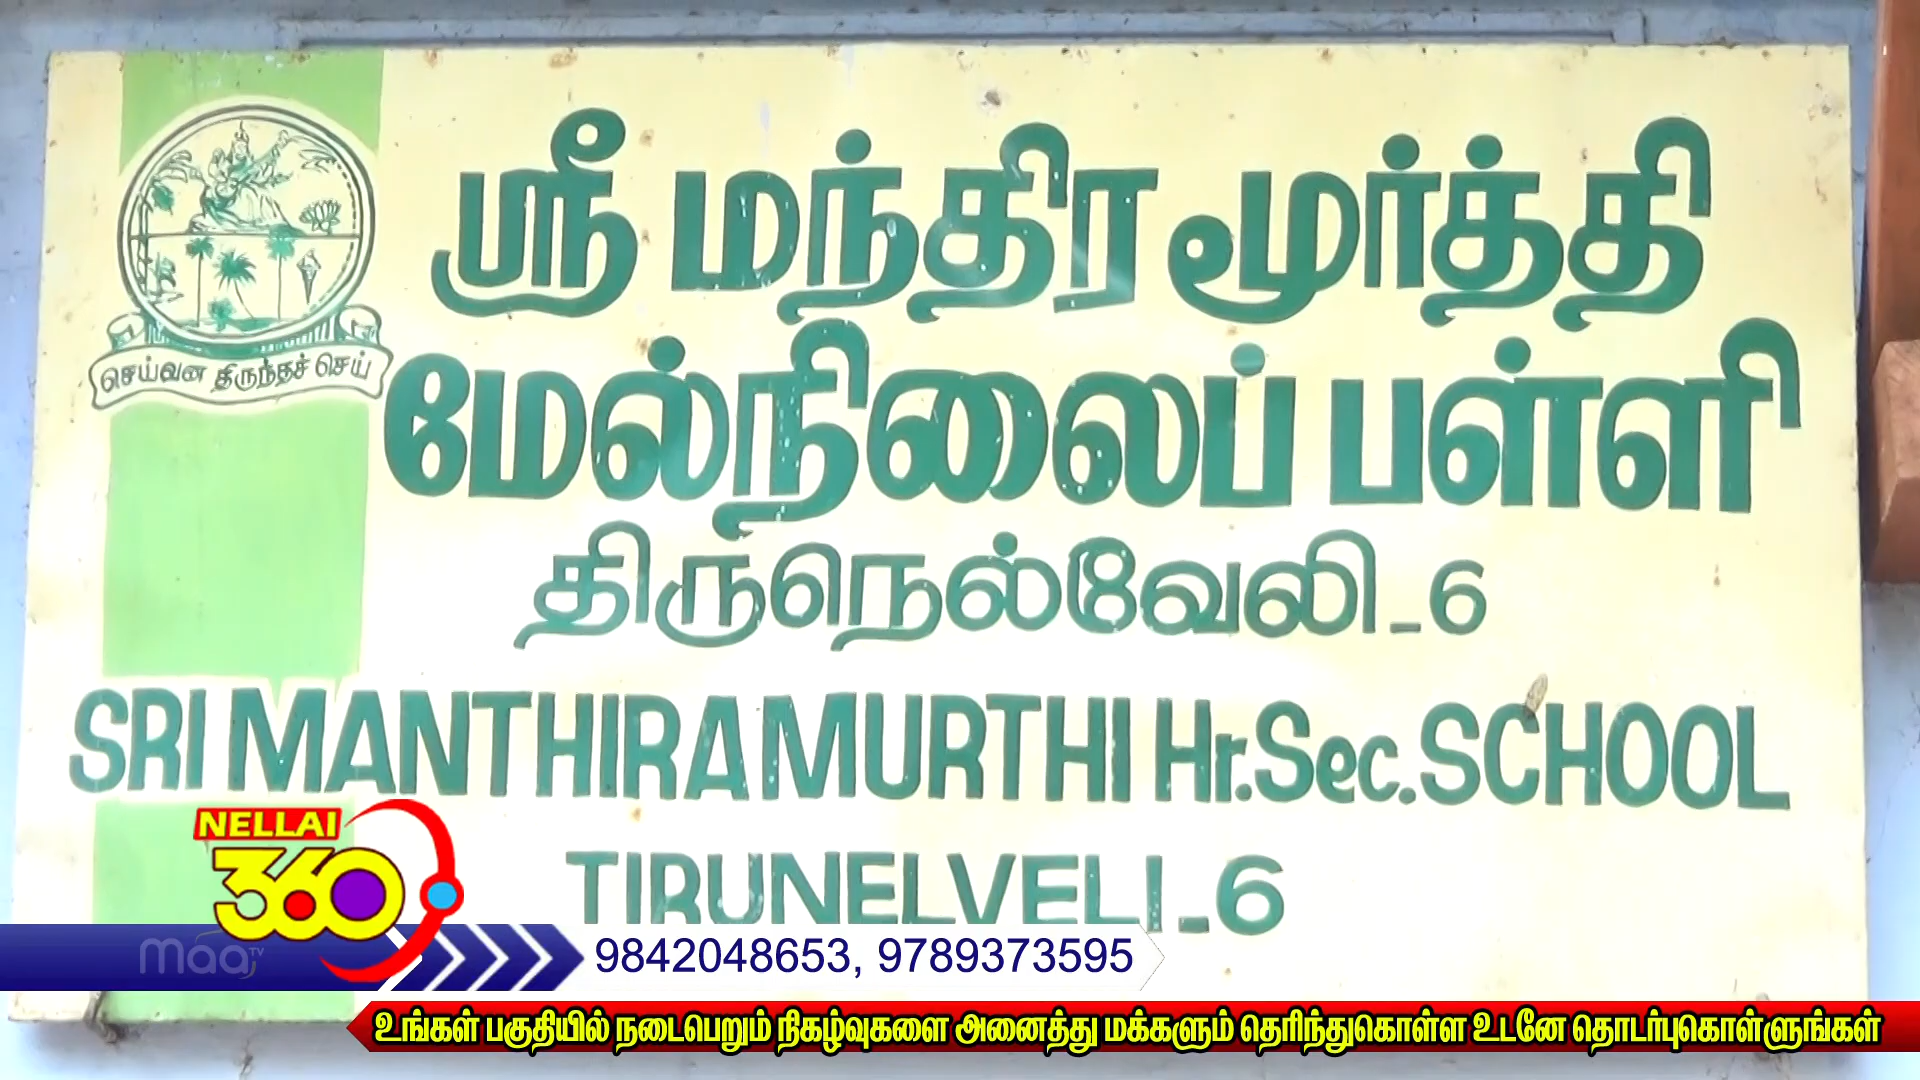 ஸ்ரீ மந்திர மூர்த்தி
மேல்நிலைப் பள்ளி
செய்வன திருந்தச் செய்
திருநெல்வேலி_6
SRI MANTHIRAMURTHI Hr.Sec.SCHOOL
TIRUNELVELI_6
NELLAI
360
Maa TV
9842048653, 9789373595
உங்கள் பகுதியில் நடைபெறும் நிகழ்வுகளை அனைத்து மக்களும் தெரிந்துகொள்ள உடனே தொடர்புகொள்ளுங்கள்